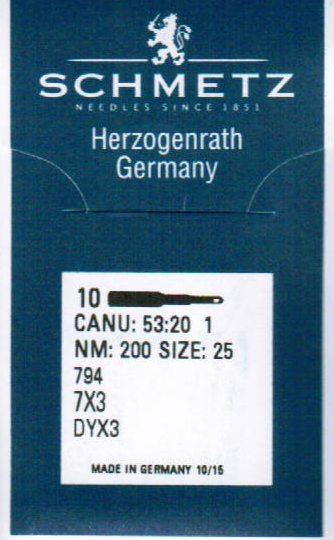 SCHMETZ
NEEDLES SINCE 1851
Herzogenrath
Germany
10
CANU: 53:20 1
NM: 200 SIZE: 25
794
7X3
DYX3
MADE IN GERMANY 10/15